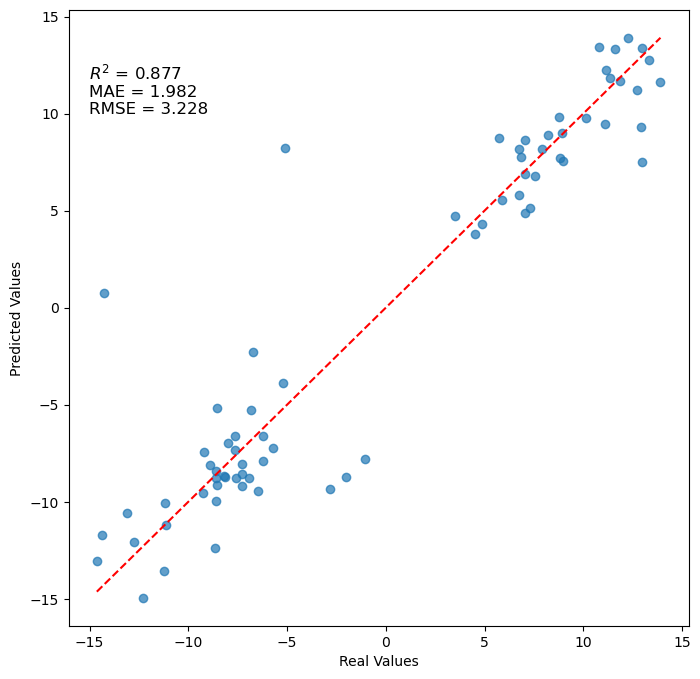 R² = 0.877
MAE = 1.982
RMSE = 3.228
Predicted Values
15
10
5
0
−5
−10
−15
−15
−10
−5
0
5
10
15
Real Values